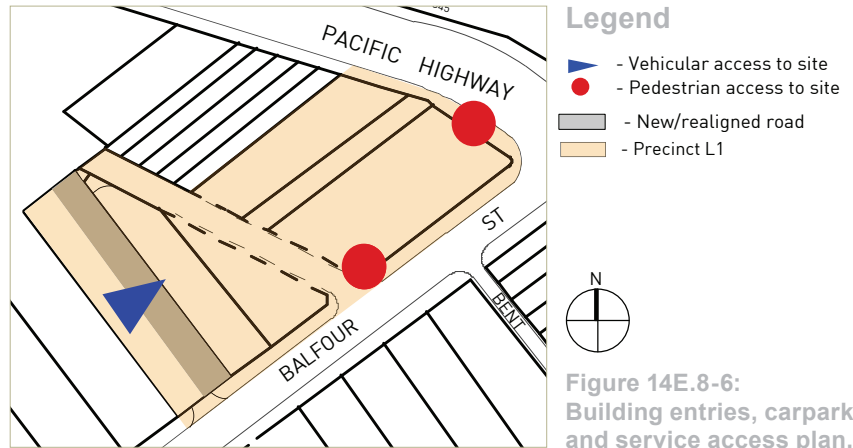 PACIFIC HIGHWAY
ST
BALFOUR
BENT
Legend
- Vehicular access to site
- Pedestrian access to site
- New/realigned road
- Precinct L1
N
Figure 14E.8-6:
Building entries, carpark
and service access plan.